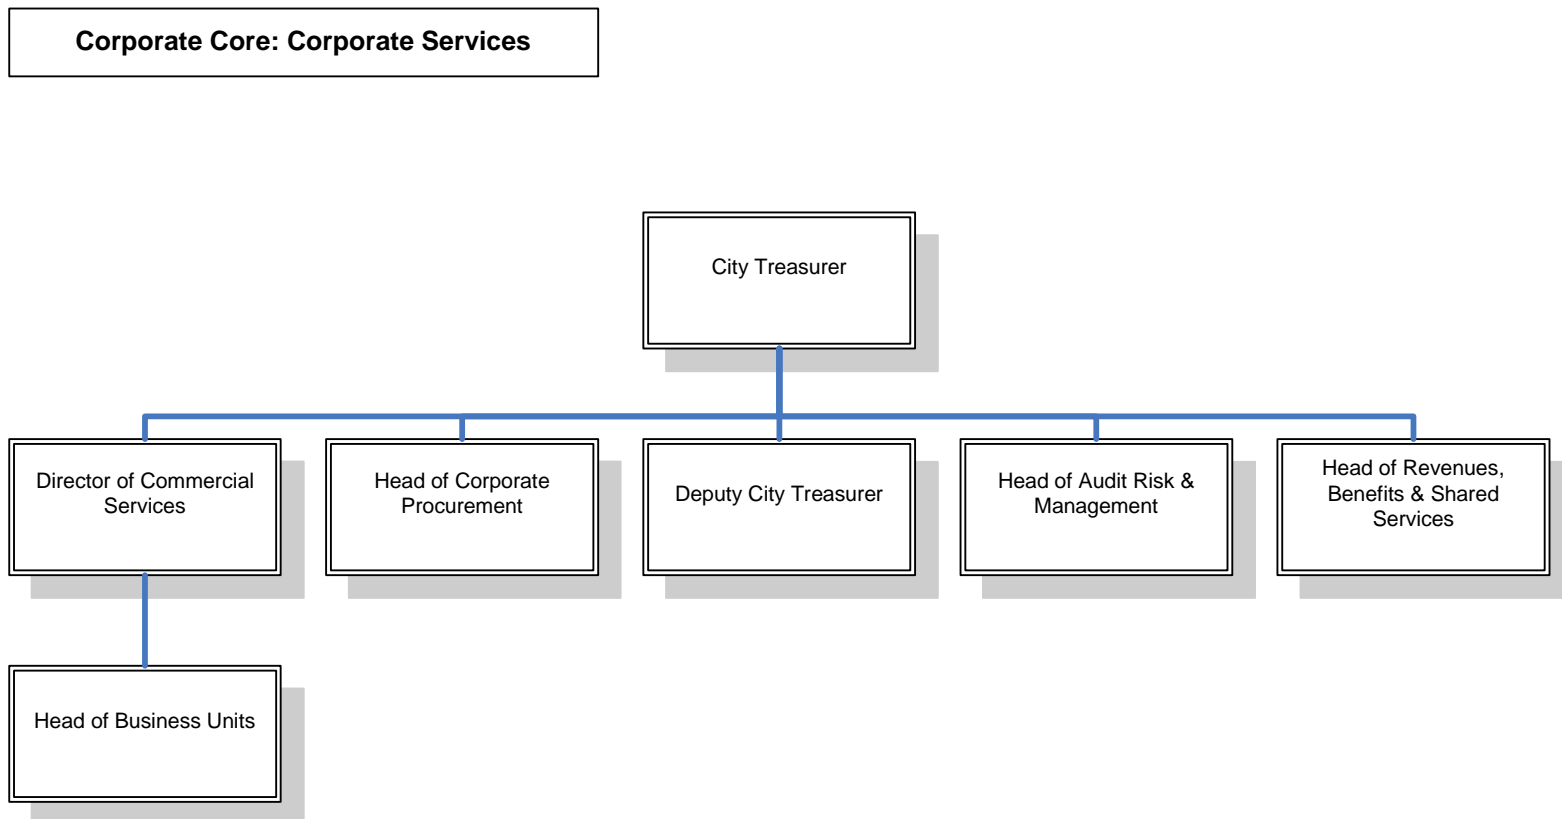 Corporate Core: Corporate Services
City Treasurer
Director of Commercial
Services
Head of Corporate
Procurement
Deputy City Treasurer
Head of Audit Risk &
Management
Head of Revenues,
Benefits & Shared
Services
Head of Business Units